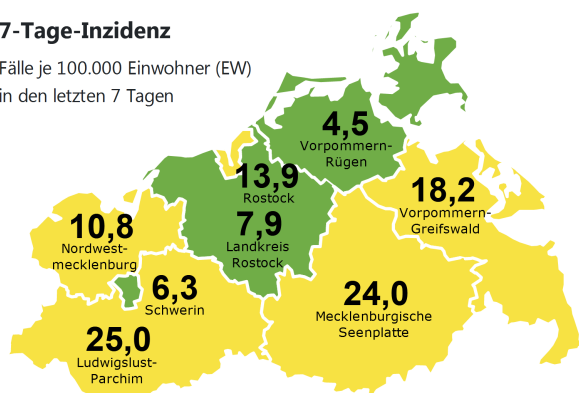 7-Tage-Inzidenz
Fälle je 100.000 Einwohner (EW)
in den letzten 7 Tagen
4,5
Vorpommern-
Rügen
13,9
Rostock
18,2
Vorpommern-
Greifswald
7,9
Landkreis
Rostock
10,8
Nordwest-
mecklenburg
6,3
Schwerin
24,0
Mecklenburgische
Seenplatte
25,0
Ludwigslust-
Parchim